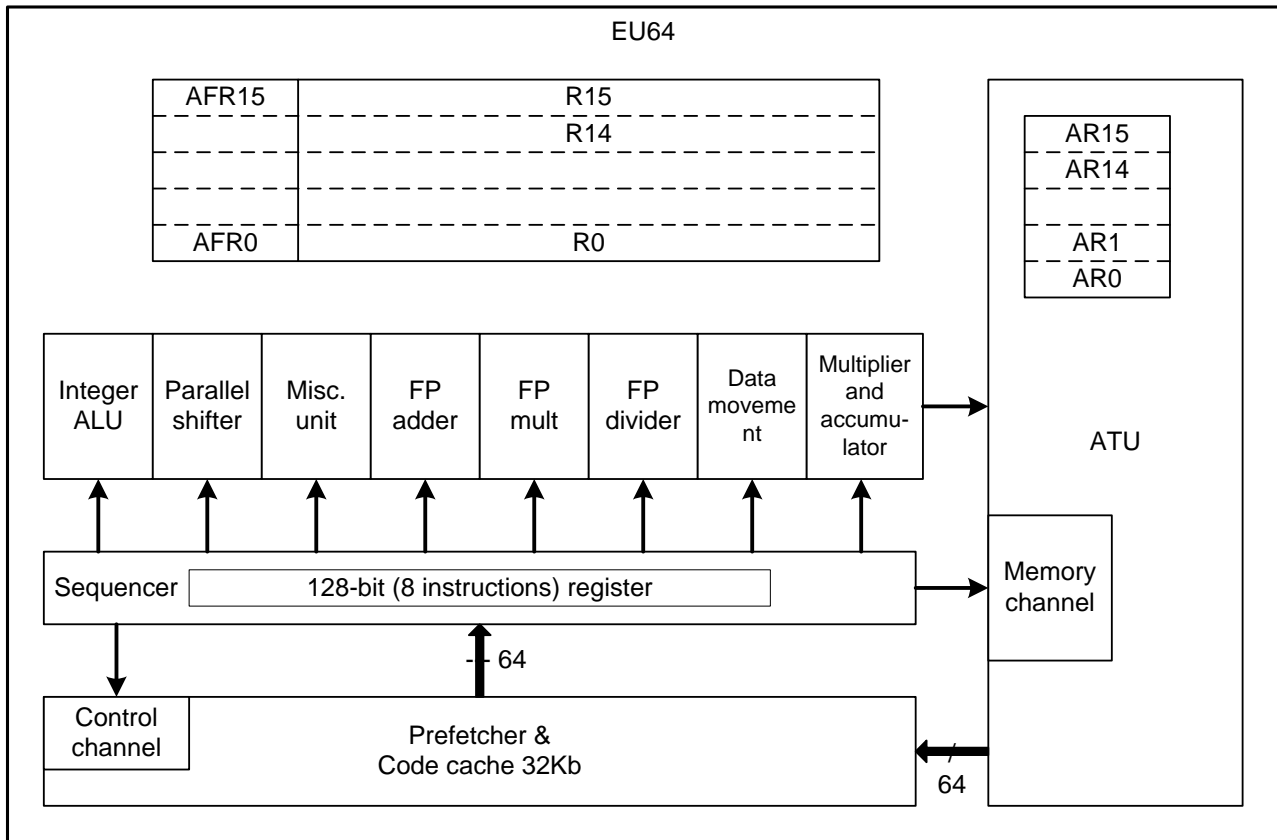 EU64
AFR15 R15
R14
AFR0 R0
AR15
AR14
AR1
AR0
Integer
ALU
Parallel
shifter
Misc.
unit
FP
adder
FP
mult
FP
divider
Data
moveme
nt
Multiplier
and
accumu-
lator
ATU
Sequencer
128-bit (8 instructions) register
Memory
channel
64
Control
channel
Prefetcher &
Code cache 32Kb
64